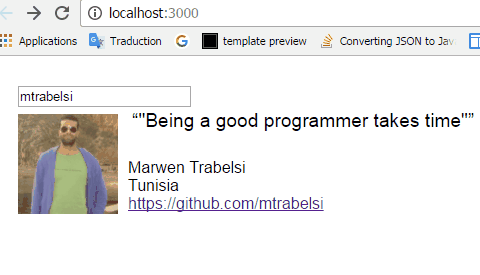 localhost:3000
Applications Traduction template preview Converting JSON to Jav
mtrabelsi
“"Being a good programmer takes time"”
Marwen Trabelsi
Tunisia
https://github.com/mtrabelsi